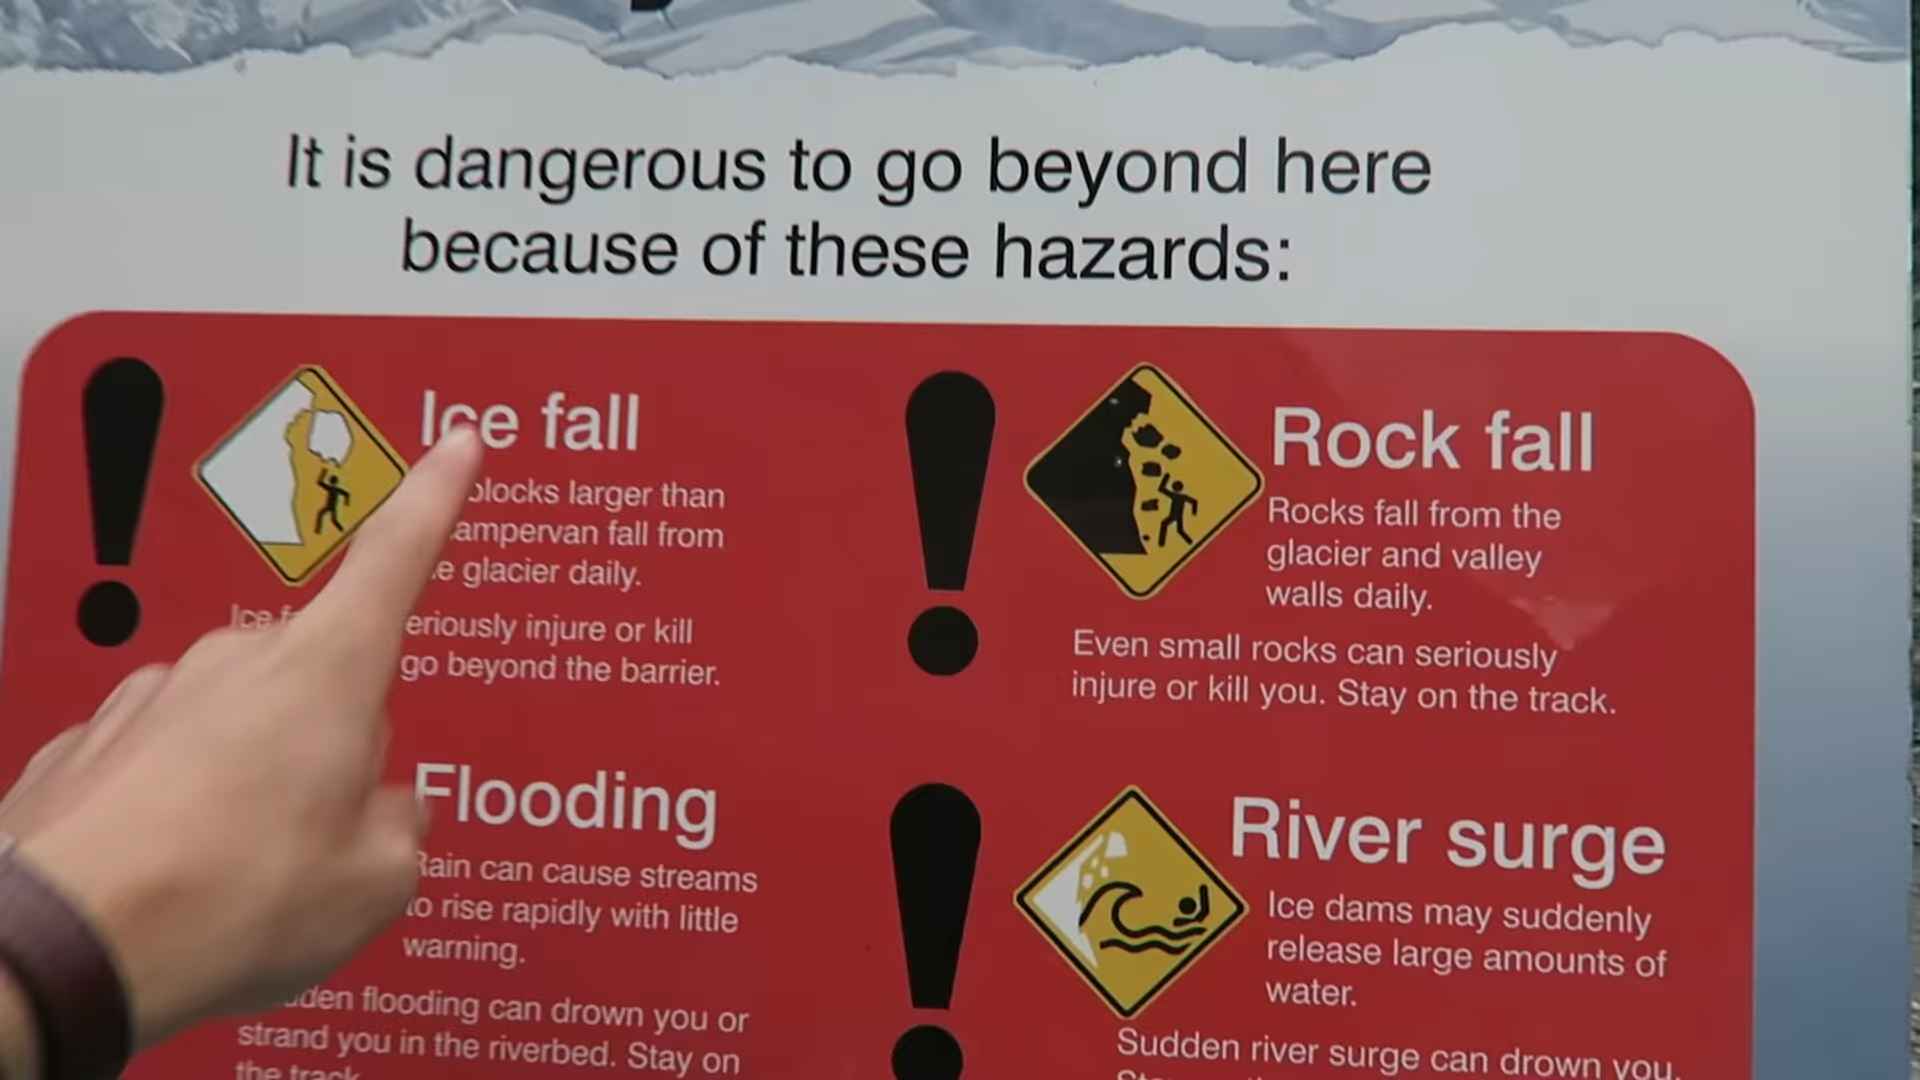 It is dangerous to go beyond here
because of these hazards:
Ice fall
blocks larger than
fall from
glacier daily.
Ice
injure or kill
go beyond the barrier.
Rock fall
Rocks fall from the
glacier and valley
walls daily.
Even small rocks can seriously
injure or kill you. Stay on the track.
Flooding
Rain can cause streams
to rise rapidly with little
warning.
flooding can drown you or
strand you in the riverbed. Stay on
the track
River surge
Ice dams may suddenly
release large amounts of
water.
Sudden river surge can drown you.